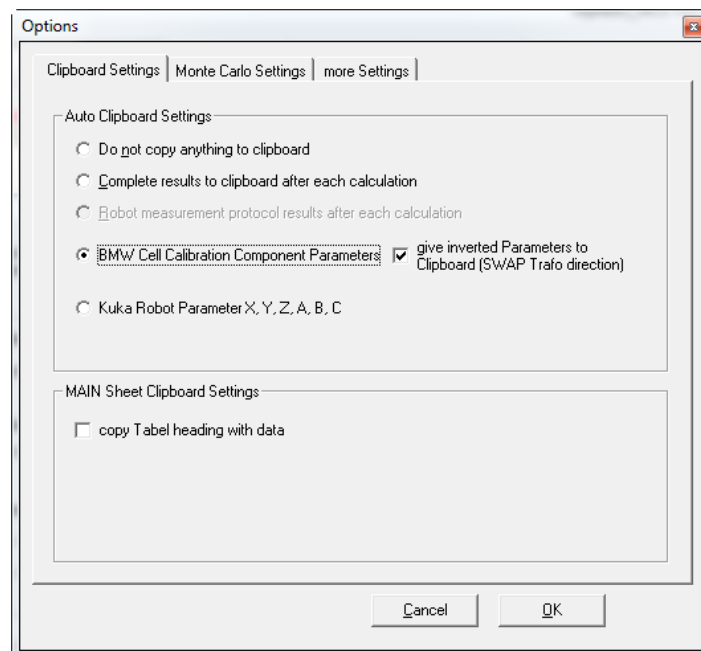 Options
Clipboard Settings
Monte Carlo Settings
more Settings
Auto Clipboard Settings
Do not copy anything to clipboard
Complete results to clipboard after each calculation
Robot measurement protocol results after each calculation
BMW Cell Calibration Component Parameters
give inverted Parameters to
Clipboard (SWAP Trafo direction)
Kuka Robot Parameter X, Y, Z, A, B, C
MAIN Sheet Clipboard Settings
copy Tabel heading with data
Cancel
OK